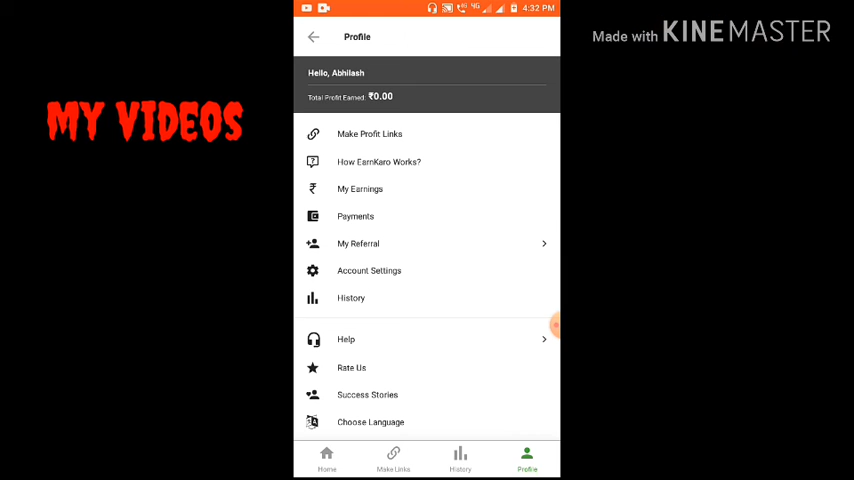 4G 4:32 PM
Made with KINEMASTER
Profile
Hello, Abhilash
Total Profit Earned: ₹0.00
MY VIDEOS
Make Profit Links
How EarnKaro Works?
My Earnings
Payments
My Referral
Account Settings
History
Help
Rate Us
Success Stories
Choose Language
Home
Make Links
History
Profile